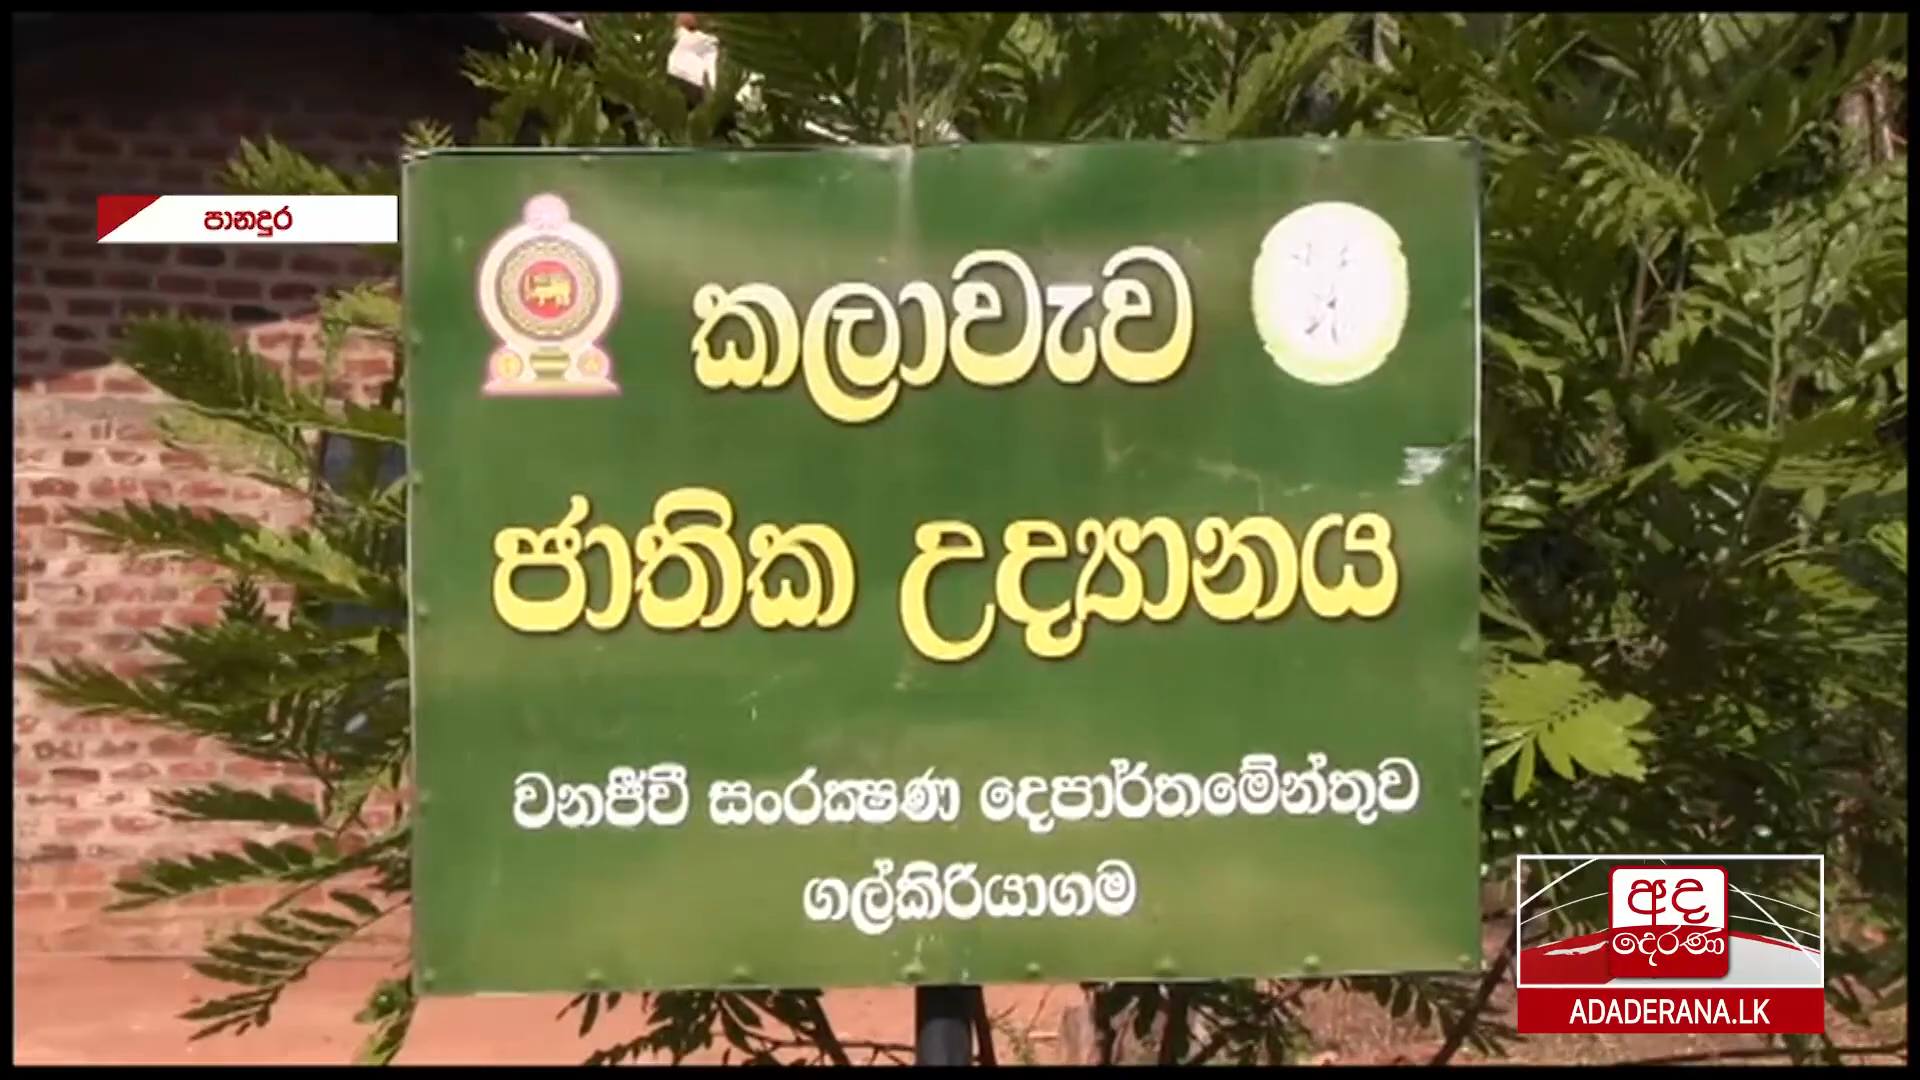 පානදුර
කලාවැව
ජාතික උද්‍යානය
වනජීවී සංරක්ෂණ දෙපාර්තමේන්තුව
ගල්කිරියාගම
අද
දෙරණ
ADADERANA.LK